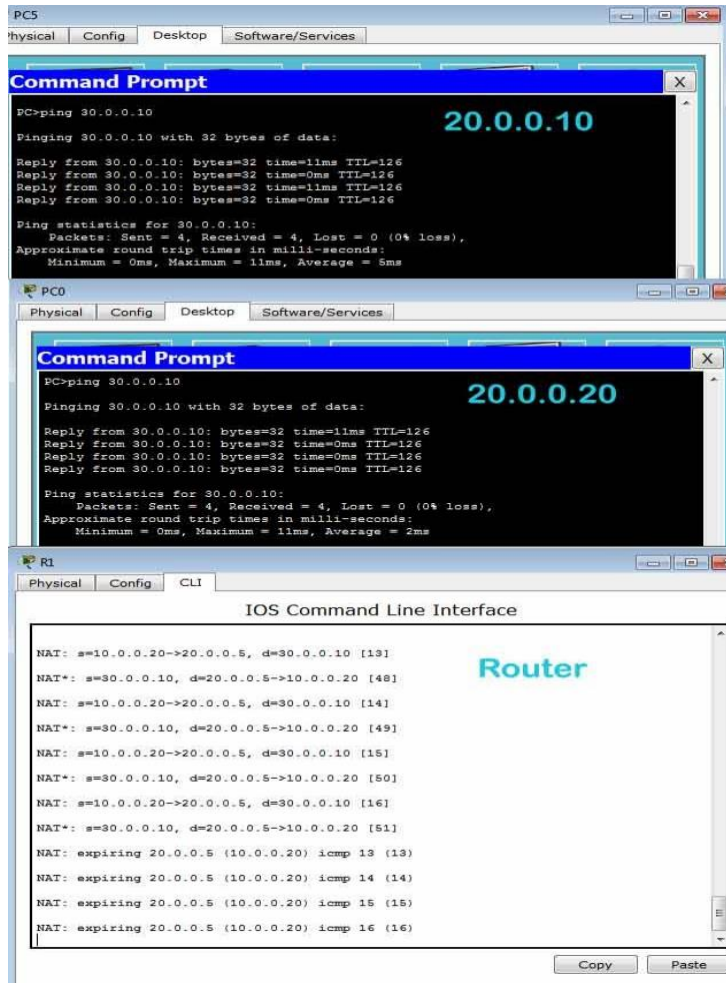 PC5
Physical Config Desktop Software/Services
Command Prompt X
PC>ping 30.0.0.10
20.0.0.10
Pinging 30.0.0.10 with 32 bytes of data:
Reply from 30.0.0.10: bytes=32 time=11ms TTL=126
Reply from 30.0.0.10: bytes=32 time=0ms TTL=126
Reply from 30.0.0.10: bytes=32 time=11ms TTL=126
Reply from 30.0.0.10: bytes=32 time=0ms TTL=126
Ping statistics for 30.0.0.10:
Packets: Sent = 4, Received = 4, Lost = 0 (0% loss),
Approximate round trip times in milli-seconds:
Minimum = 0ms, Maximum = 11ms, Average = 5ms
PC0
Physical Config Desktop Software/Services
Command Prompt X
PC>ping 30.0.0.10
20.0.0.20
Pinging 30.0.0.10 with 32 bytes of data:
Reply from 30.0.0.10: bytes=32 time=11ms TTL=126
Reply from 30.0.0.10: bytes=32 time=0ms TTL=126
Reply from 30.0.0.10: bytes=32 time=0ms TTL=126
Reply from 30.0.0.10: bytes=32 time=0ms TTL=126
Ping statistics for 30.0.0.10:
Packets: Sent = 4, Received = 4, Lost = 0 (0% loss),
Approximate round trip times in milli-seconds:
Minimum = 0ms, Maximum = 11ms, Average = 2ms
R1
Physical Config CLI
IOS Command Line Interface
NAT: s=10.0.0.20->20.0.0.5, d=30.0.0.10 [13]
Router
NAT*: s=30.0.0.10, d=20.0.0.5->10.0.0.20 [48]
NAT: s=10.0.0.20->20.0.0.5, d=30.0.0.10 [14]
NAT*: s=30.0.0.10, d=20.0.0.5->10.0.0.20 [49]
NAT: s=10.0.0.20->20.0.0.5, d=30.0.0.10 [15]
NAT*: s=30.0.0.10, d=20.0.0.5->10.0.0.20 [50]
NAT: s=10.0.0.20->20.0.0.5, d=30.0.0.10 [16]
NAT*: s=30.0.0.10, d=20.0.0.5->10.0.0.20 [51]
NAT: expiring 20.0.0.5 (10.0.0.20) icmp 13 (13)
NAT: expiring 20.0.0.5 (10.0.0.20) icmp 14 (14)
NAT: expiring 20.0.0.5 (10.0.0.20) icmp 15 (15)
NAT: expiring 20.0.0.5 (10.0.0.20) icmp 16 (16)
Copy Paste